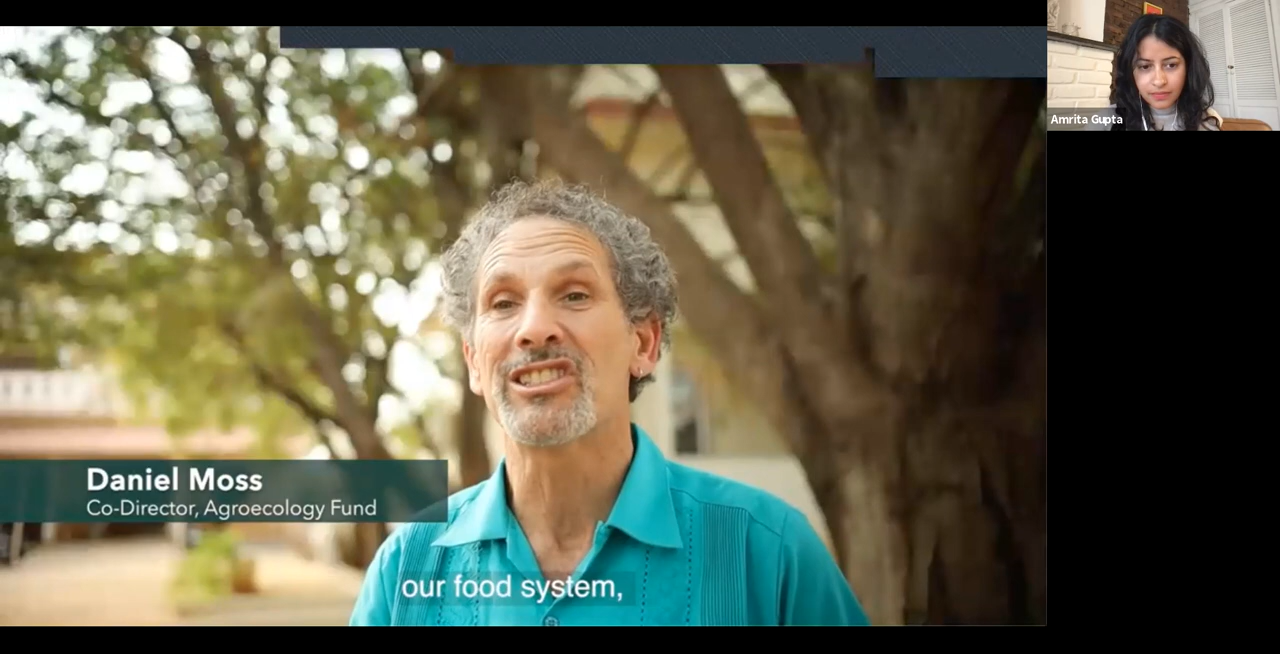 Amrita Gupta
Daniel Moss
Co-Director, Agroecology Fund
our food system,